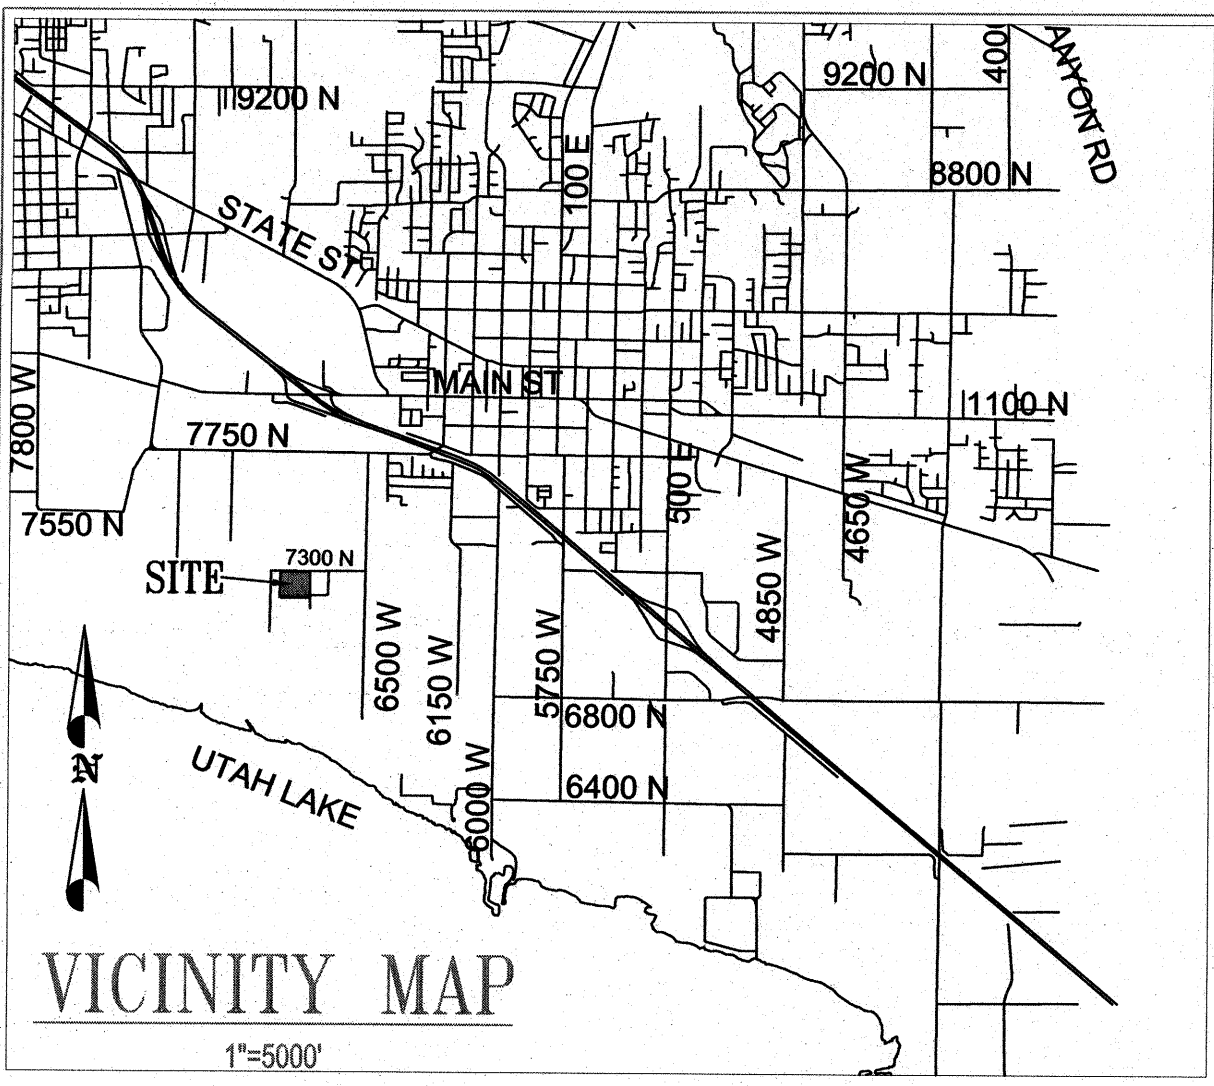 9200 N
9200 N
400
ANYON RD
8800 N
100 E
STATE ST
MAIN ST
1100 N
7800 W
7750 N
500 E
4650 W
7550 N
7300 N
SITE
4850 W
6500 W
6150 W
5750 W
6800 N
N
UTAH LAKE
6000 W
6400 N
VICINITY MAP
1"=5000'